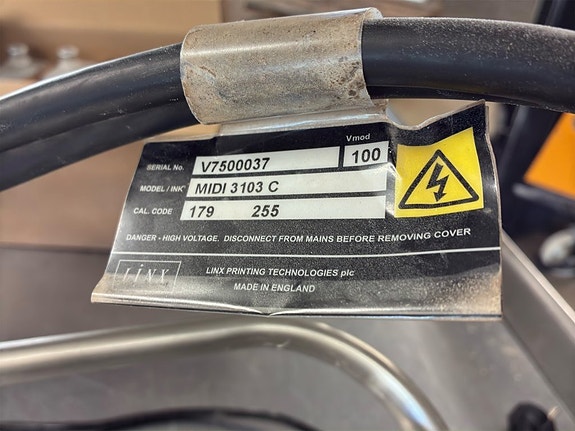 Vmod
SERIAL No. V7500037 100
MODEL / INK MIDI 3103 C
CAL. CODE 179 255
DANGER - HIGH VOLTAGE. DISCONNECT FROM MAINS BEFORE REMOVING COVER
LINX LINX PRINTING TECHNOLOGIES plc
MADE IN ENGLAND